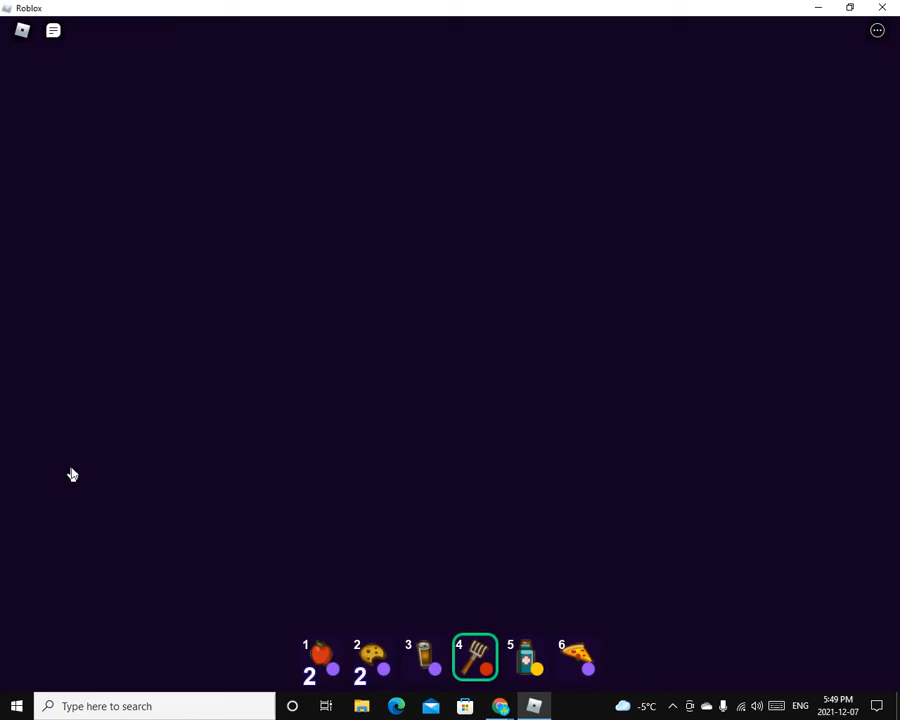 Roblox
1 2 3 4 5 6
2 2
Type here to search
-5°C
ENG
5:49 PM
2021-12-07